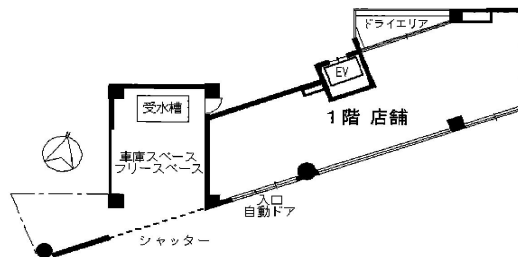 ドライエリア
EV
受水槽
1階 店舗
車庫スペース
フリースペース
入口
自動ドア
シャッター